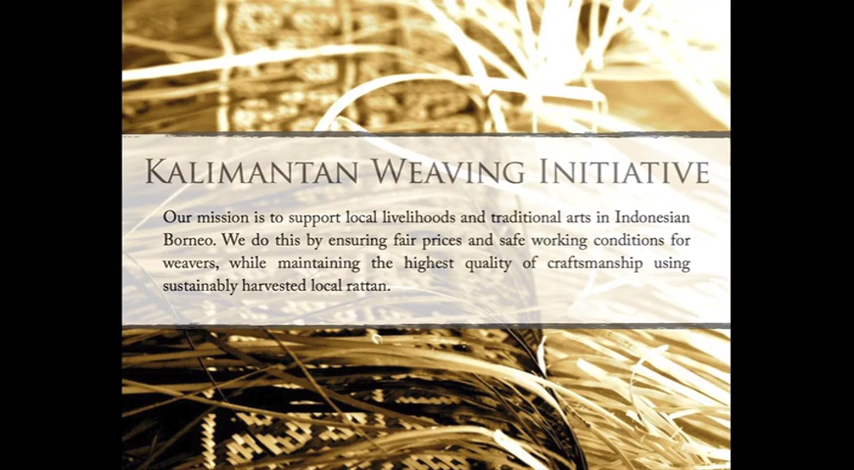 KALIMANTAN WEAVING INITIATIVE
Our mission is to support local livelihoods and traditional arts in Indonesian
Borneo. We do this by ensuring fair prices and safe working conditions for
weavers, while maintaining the highest quality of craftsmanship using
sustainably harvested local rattan.